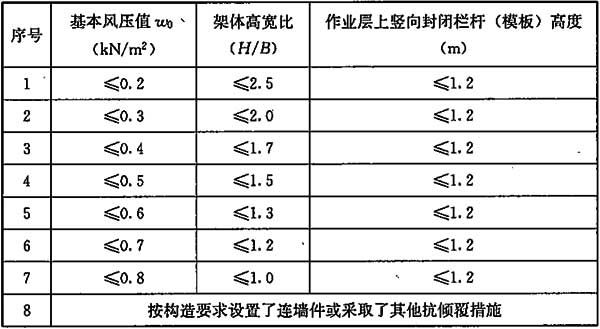 序号 基本风压值 w₀ 架体高宽比 作业层上竖向封闭栏杆（模板）高度
（kN/m²） （H/B） （m）
1 ⩽0.2 ⩽2.5 ⩽1.2
2 ⩽0.3 ⩽2.0 ⩽1.2
3 ⩽0.4 ⩽1.7 ⩽1.2
4 ⩽0.5 ⩽1.5 ⩽1.2
5 ⩽0.6 ⩽1.3 ⩽1.2
6 ⩽0.7 ⩽1.2 ⩽1.2
7 ⩽0.8 ⩽1.0 ⩽1.2
8 按构造要求设置了连墙件或采取了其他抗倾覆措施